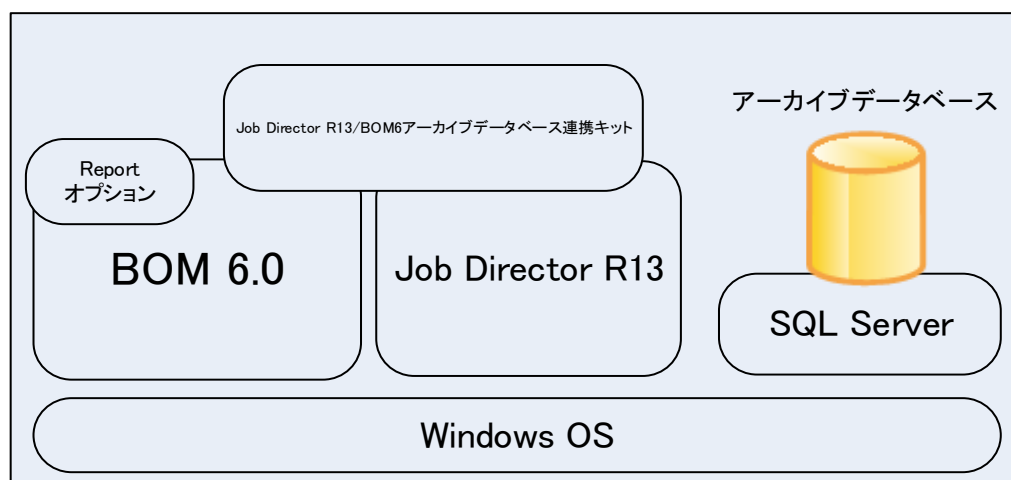 Job Director R13/BOM6アーカイブデータベース連携キット
アーカイブデータベース
Report
オプション
BOM 6.0
Job Director R13
SQL Server
Windows OS